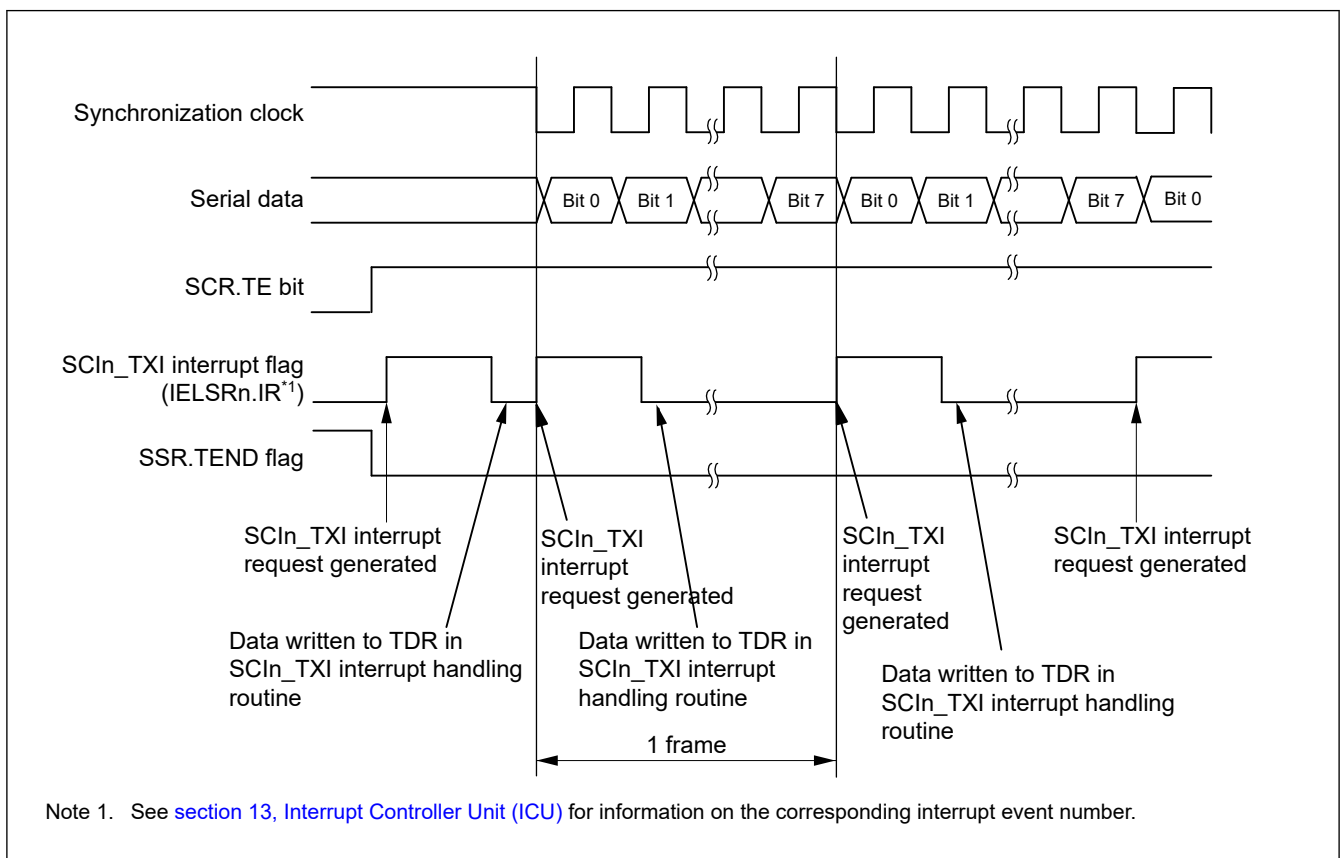 Synchronization clock
Serial data
Bit 0 Bit 1 Bit 7 Bit 0 Bit 1 Bit 7 Bit 0
SCR.TE bit
SCIn_TXI interrupt flag
(IELSRn.IR*1)
SSR.TEND flag
SCIn_TXI interrupt
request generated
SCIn_TXI
interrupt
request generated
SCIn_TXI
interrupt
request
generated
SCIn_TXI interrupt
request generated
Data written to TDR in
SCIn_TXI interrupt handling
routine
Data written to TDR in
SCIn_TXI interrupt
handling routine
Data written to TDR in
SCIn_TXI interrupt handling
routine
1 frame
Note 1. See section 13, Interrupt Controller Unit (ICU) for information on the corresponding interrupt event number.